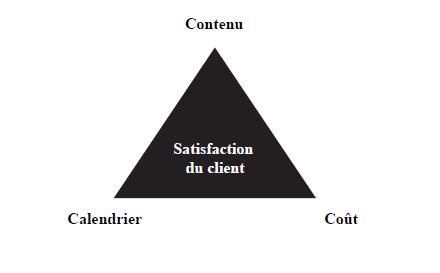 Contenu
Satisfaction
du client
Calendrier
Coût